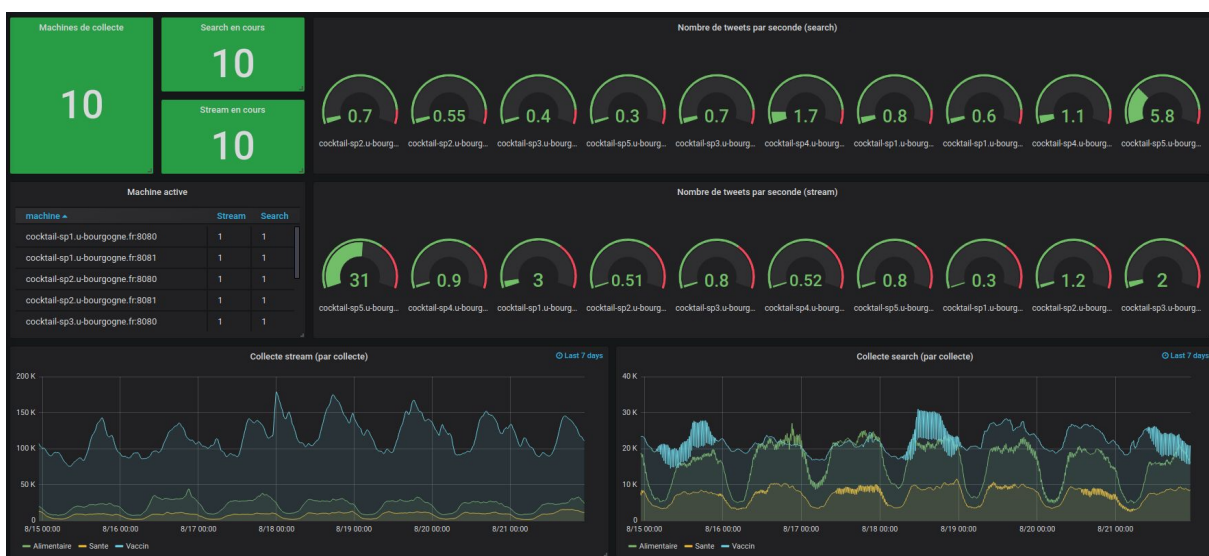 Machines de collecte
10
Search en cours
10
Stream en cours
10
Nombre de tweets par seconde (search)
0.7 0.55 0.4 0.3 0.7 1.7 0.8 0.6 1.1 5.8
cocktail-sp2.u-bourg... cocktail-sp2.u-bourg... cocktail-sp3.u-bourg... cocktail-sp5.u-bourg... cocktail-sp3.u-bourg... cocktail-sp4.u-bourg... cocktail-sp1.u-bourg... cocktail-sp1.u-bourg... cocktail-sp4.u-bourg... cocktail-sp5.u-bourg...
Machine active
machine Stream Search
cocktail-sp1.u-bourgogne.fr:8080 1 1
cocktail-sp1.u-bourgogne.fr:8081 1 1
cocktail-sp2.u-bourgogne.fr:8080 1 1
cocktail-sp2.u-bourgogne.fr:8081 1 1
cocktail-sp3.u-bourgogne.fr:8080 1 1
Nombre de tweets par seconde (stream)
31 0.9 3 0.51 0.8 0.52 0.8 0.3 1.2 2
cocktail-sp5.u-bourg... cocktail-sp4.u-bourg... cocktail-sp1.u-bourg... cocktail-sp2.u-bourg... cocktail-sp3.u-bourg... cocktail-sp4.u-bourg... cocktail-sp5.u-bourg... cocktail-sp1.u-bourg... cocktail-sp2.u-bourg... cocktail-sp3.u-bourg...
Collecte stream (par collecte) Last 7 days
200 K
150 K
100 K
50 K
0
8/15 00:00 8/16 00:00 8/17 00:00 8/18 00:00 8/19 00:00 8/20 00:00 8/21 00:00
Alimentaire Sante Vaccin
Collecte search (par collecte) Last 7 days
40 K
30 K
20 K
10 K
0
8/15 00:00 8/16 00:00 8/17 00:00 8/18 00:00 8/19 00:00 8/20 00:00 8/21 00:00
Alimentaire Sante Vaccin